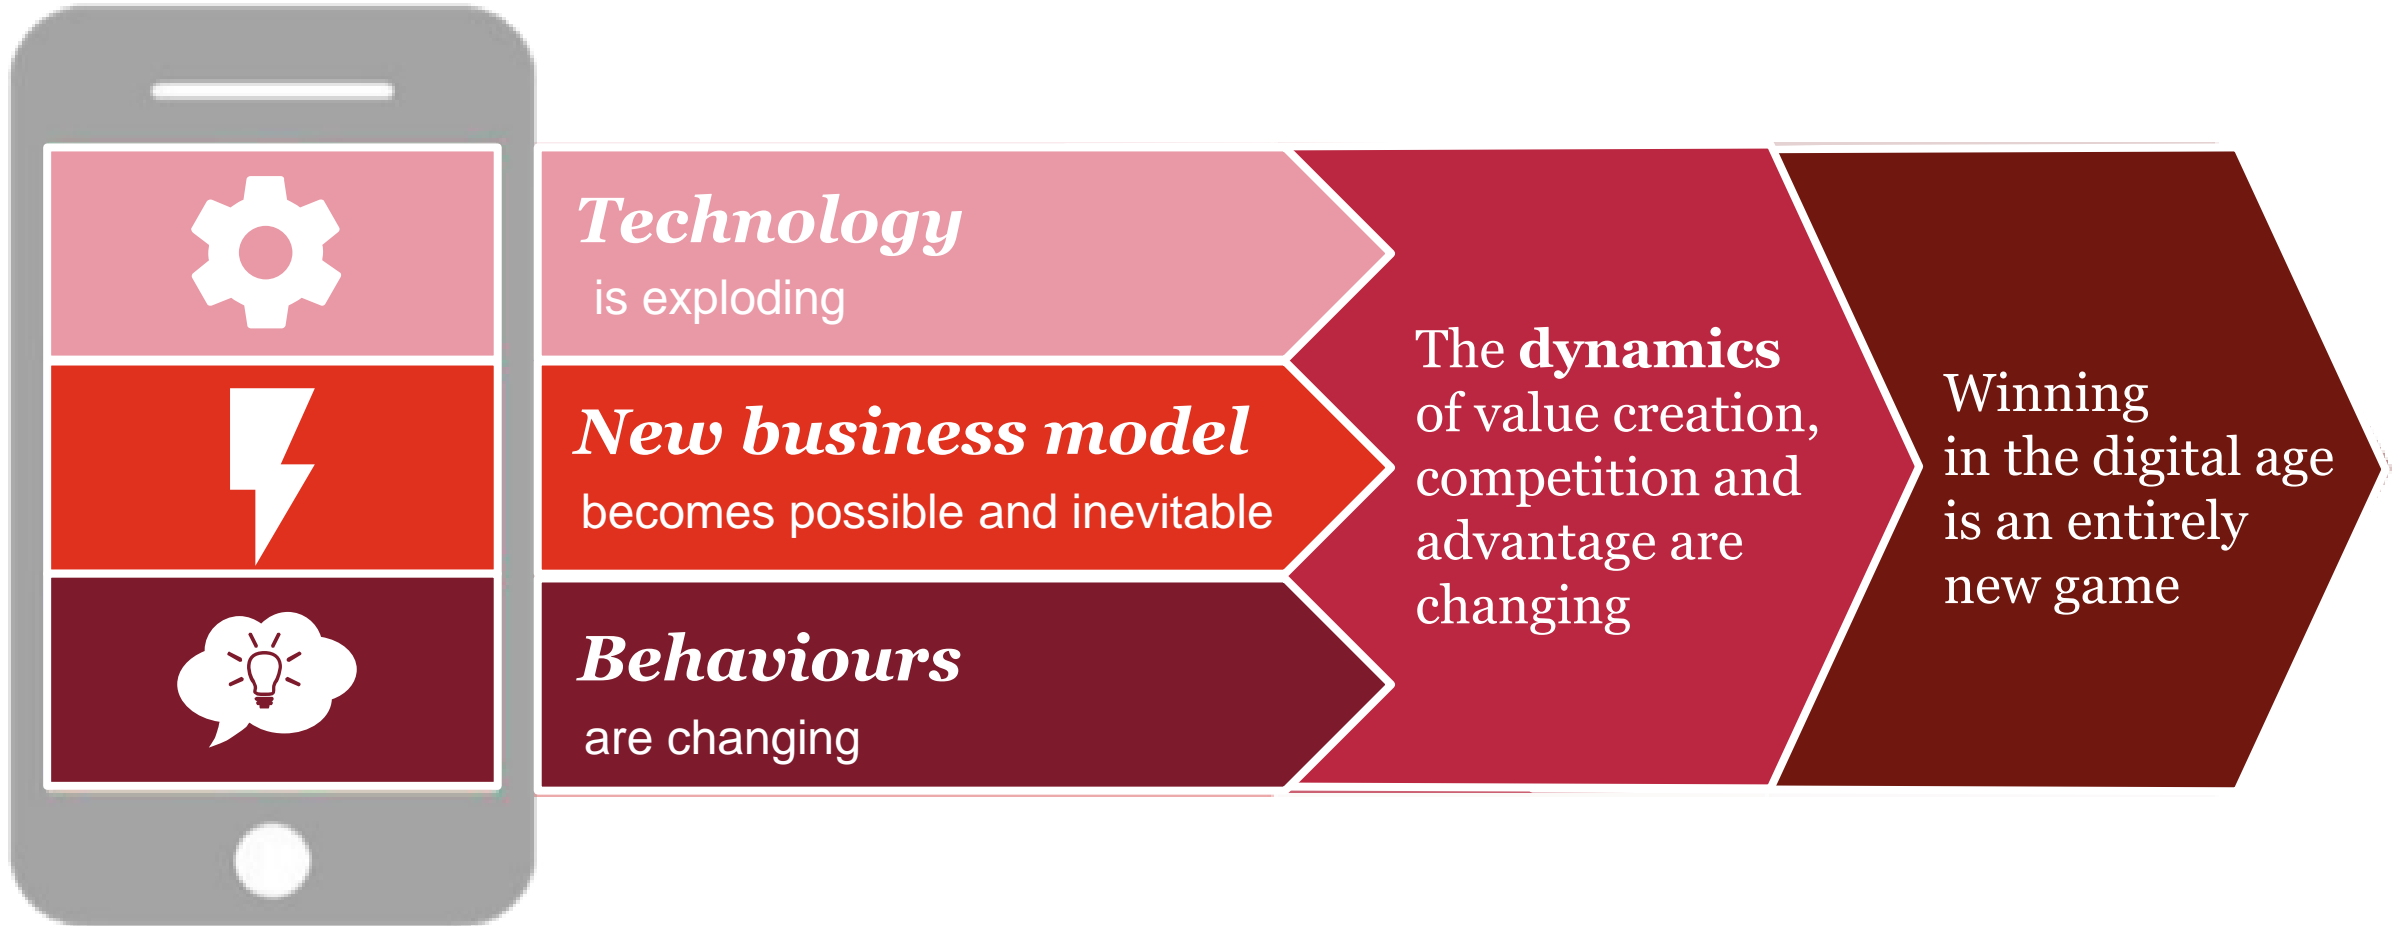 Technology
is exploding
New business model
becomes possible and inevitable
Behaviours
are changing
The dynamics
of value creation,
competition and
advantage are
changing
Winning
in the digital age
is an entirely
new game